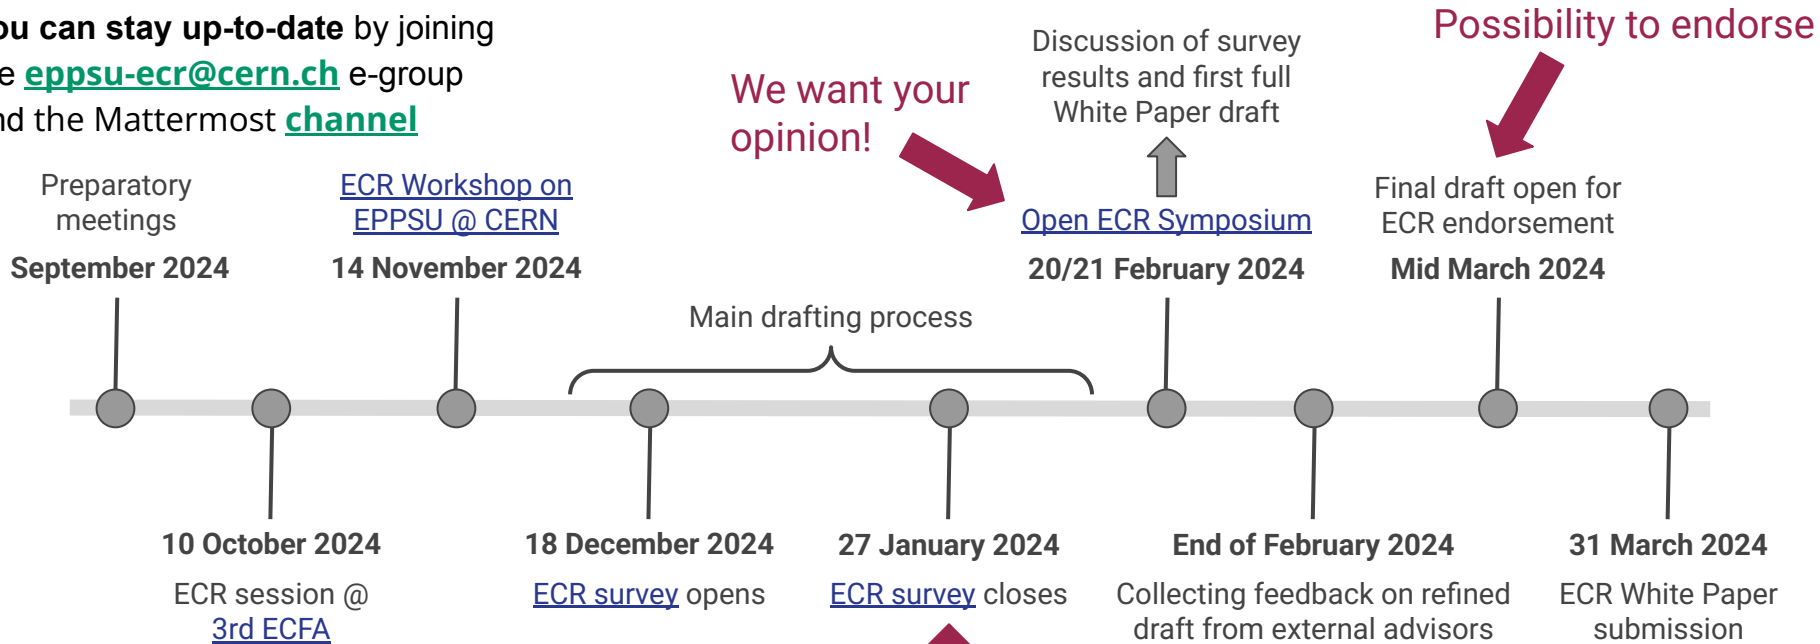 ou can stay up-to-date by joining
e eppsu-ecr@cern.ch e-group
nd the Mattermost channel
We want your
opinion!
Discussion of survey
results and first full
White Paper draft
Possibility to endorse
Preparatory
meetings
September 2024
ECR Workshop on
EPPSU @ CERN
14 November 2024
Open ECR Symposium
20/21 February 2024
Final draft open for
ECR endorsement
Mid March 2024
Main drafting process
10 October 2024
ECR session @
3rd ECFA
18 December 2024
ECR survey opens
27 January 2024
ECR survey closes
End of February 2024
Collecting feedback on refined
draft from external advisors
31 March 2024
ECR White Paper
submission